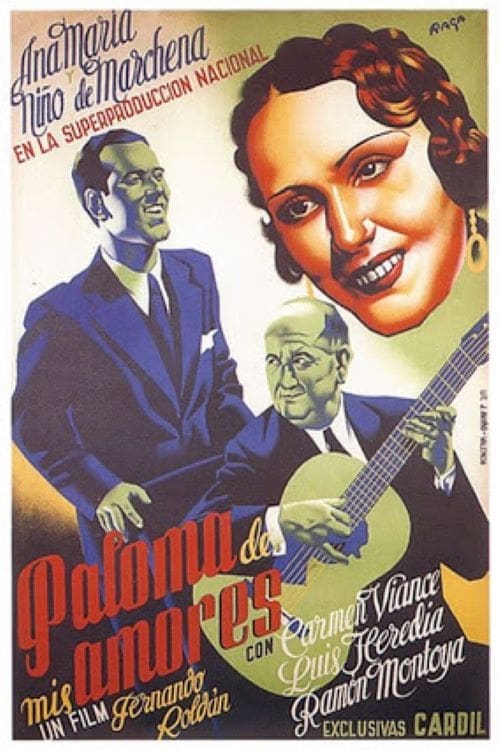 RAGA
Ana María
y
Niño de Marchena
EN LA SUPERPRODUCCION NACIONAL
Paloma de
mis amores
UN FILM Fernando
Roldán
CON Carmen Viance
Luis Heredia
Ramón Montoya
EXCLUSIVAS CARDIL